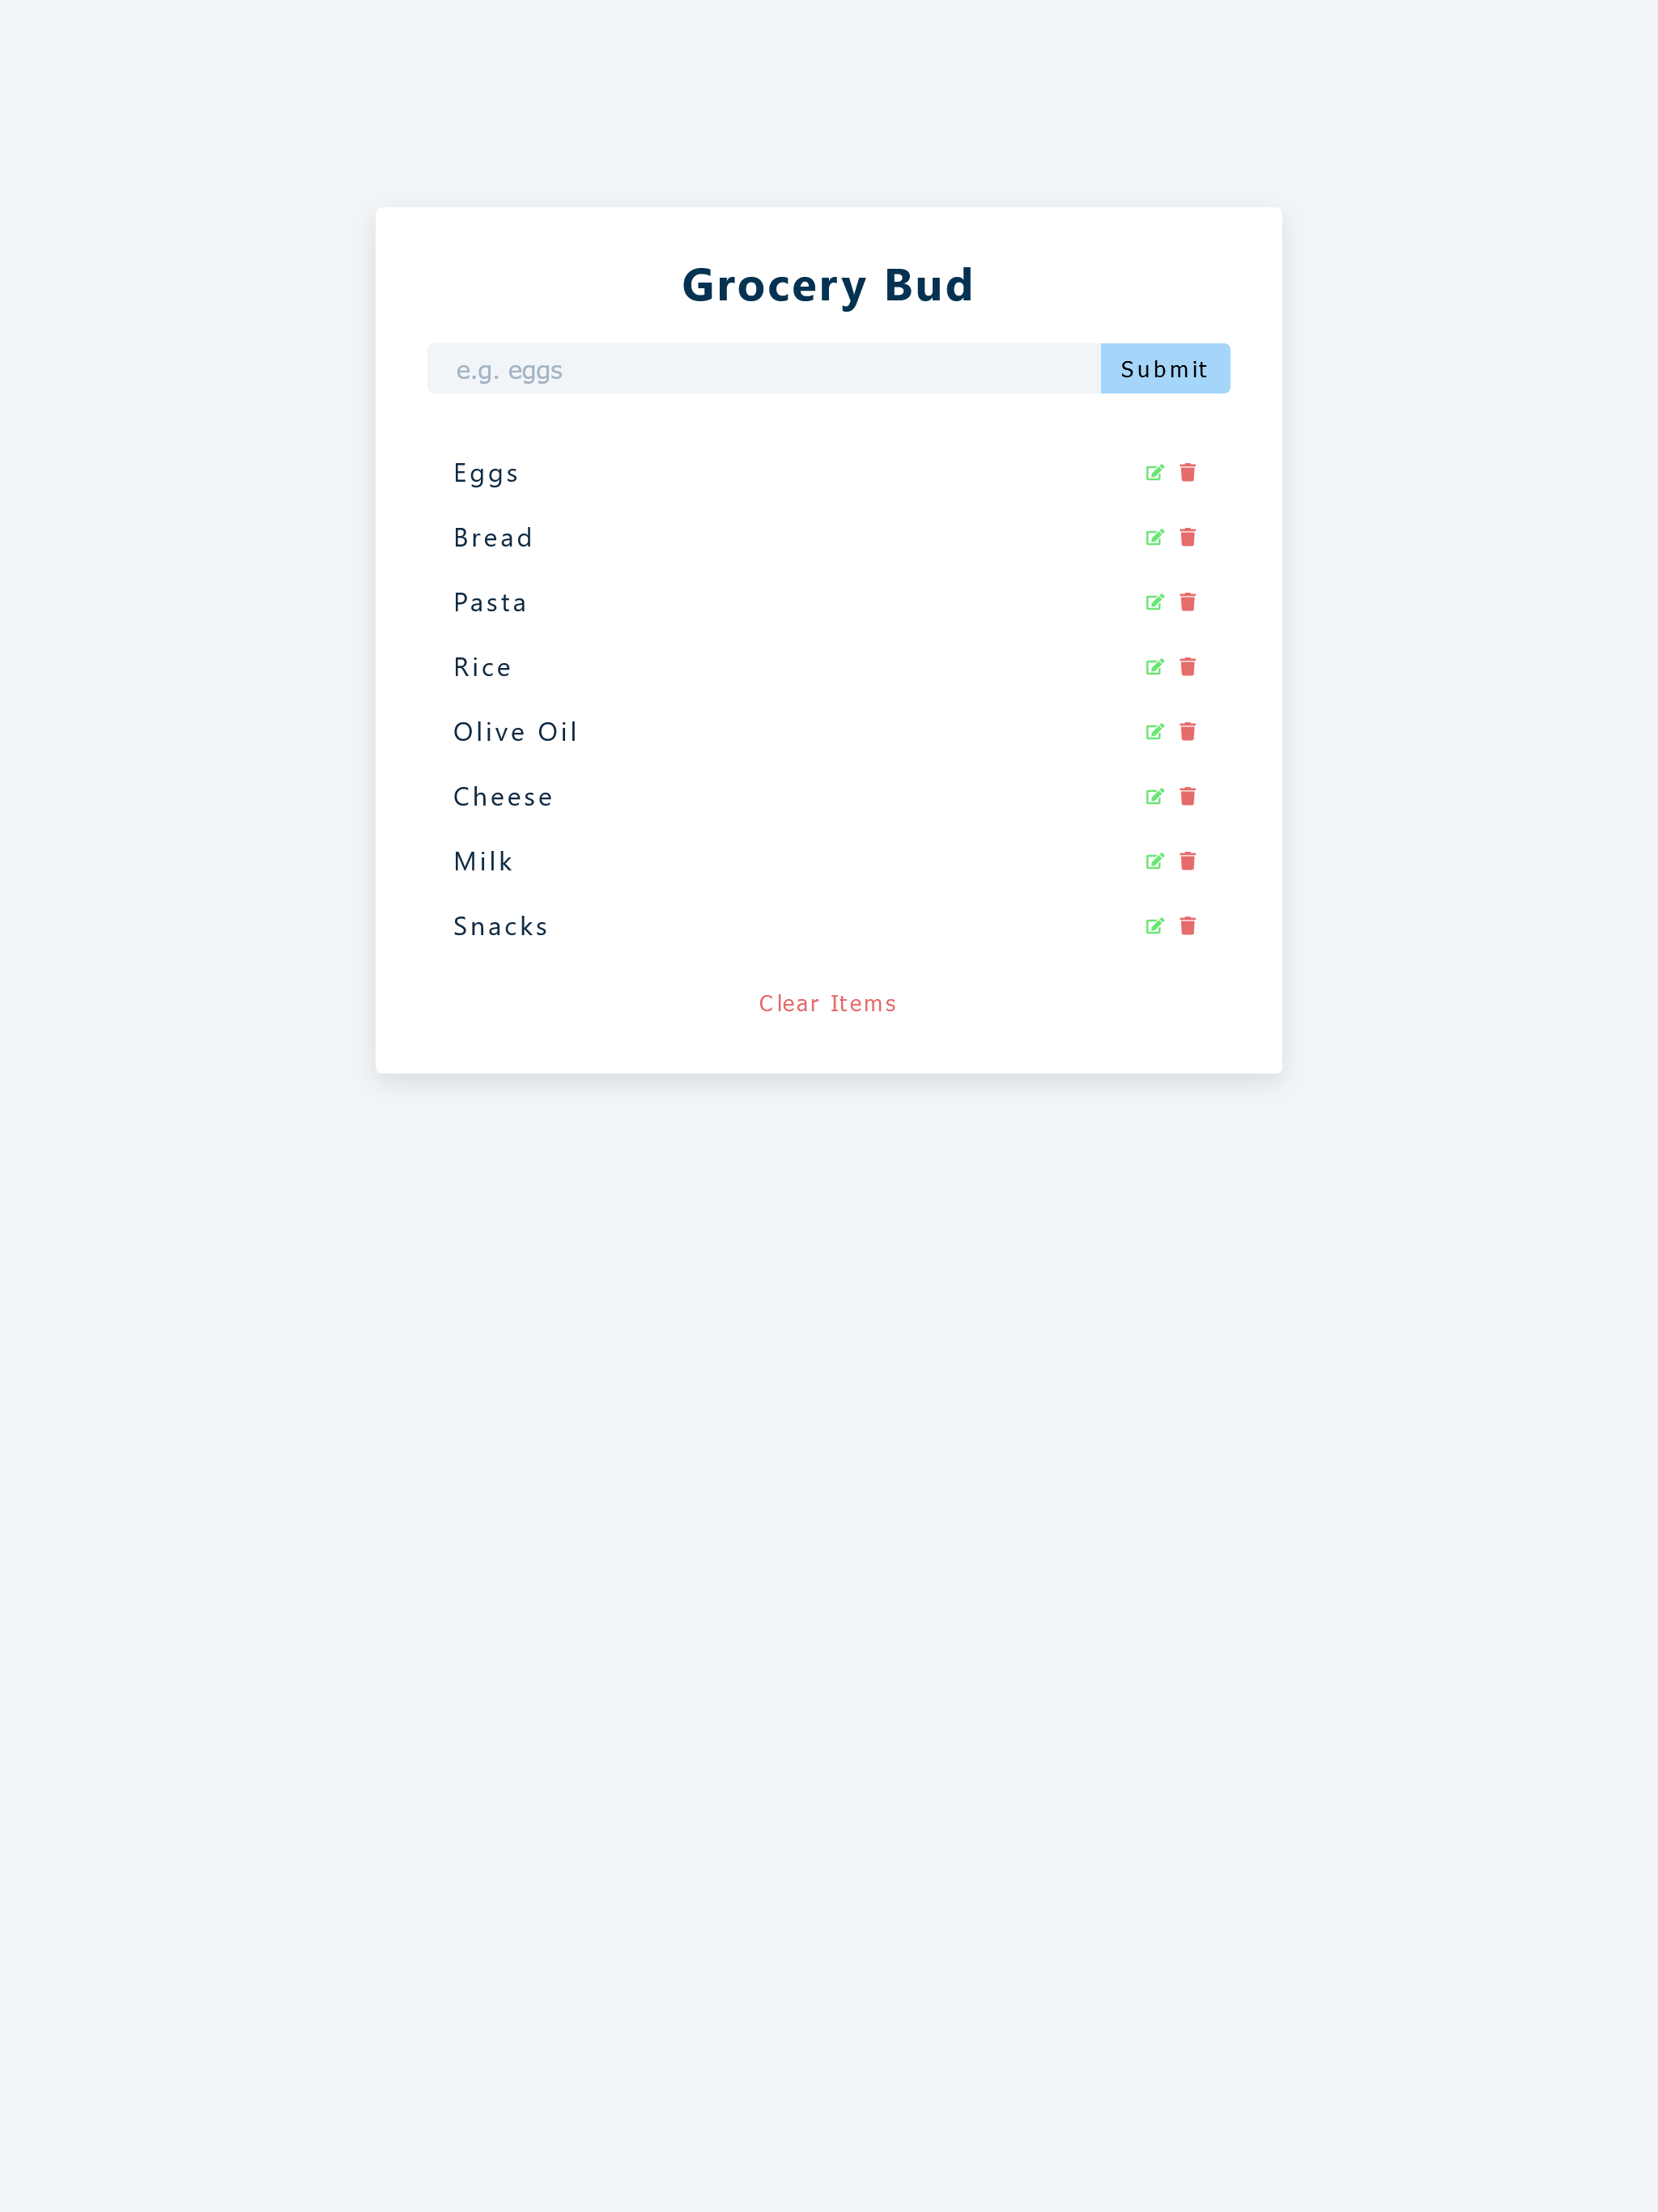 Grocery Bud
e.g. eggs
Submit
Eggs
Bread
Pasta
Rice
Olive Oil
Cheese
Milk
Snacks
Clear Items